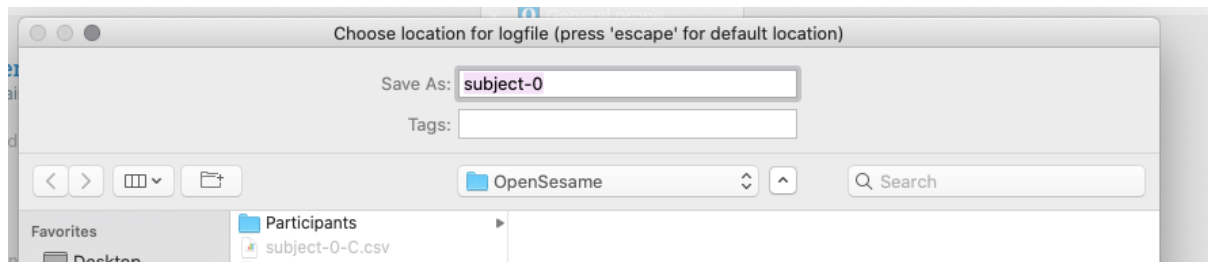 Choose location for logfile (press 'escape' for default location)
Save As: subject-0
Tags:
OpenSesame
Search
Favorites
Participants
subject-0-C.csv
Desktop